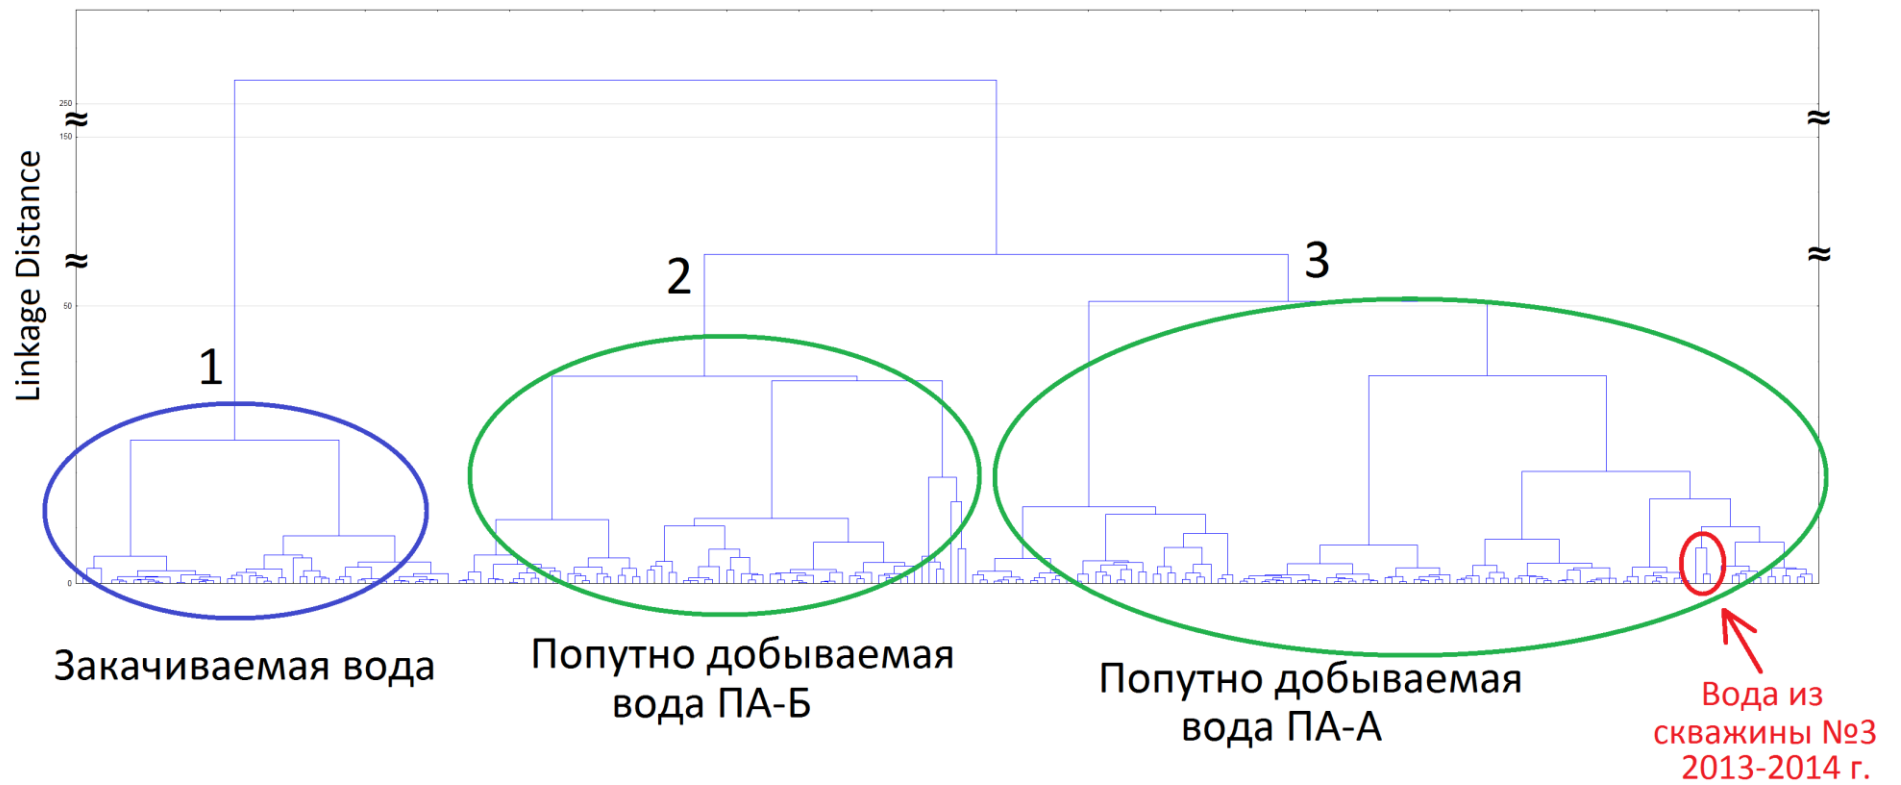 250
≈
≈
150
Linkage Distance
≈
≈
2
3
50
1
0
Закачиваемая вода
Попутно добываемая
вода ПА-Б
Попутно добываемая
вода ПА-А
Вода из
скважины №3
2013-2014 г.